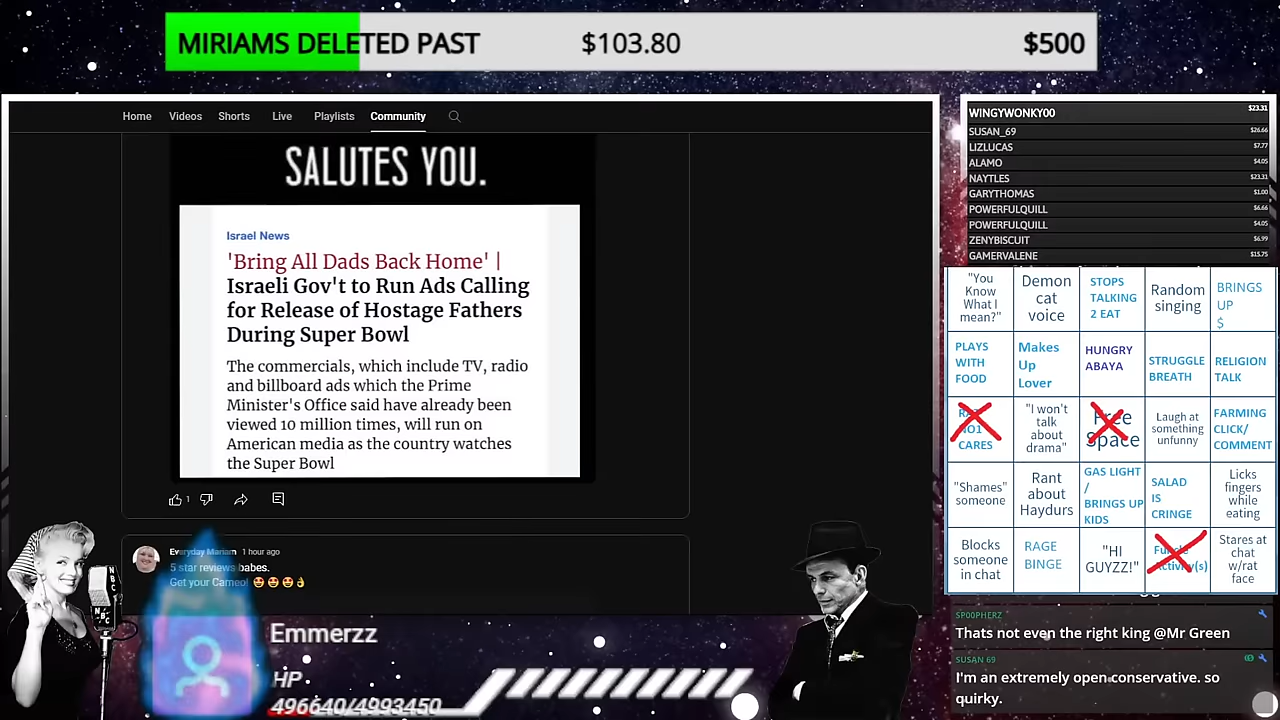 MIRIAMS DELETED PAST
$103.80
$500
Home
Videos
Shorts
Live
Playlists
Community
SALUTES YOU.
Israel News
'Bring All Dads Back Home' |
Israeli Gov't to Run Ads Calling
for Release of Hostage Fathers
During Super Bowl
The commercials, which include TV, radio
and billboard ads which the Prime
Minister's Office said have already been
viewed 10 million times, will run on
American media as the country watches
the Super Bowl
1
Everyday Mariam 1 hour ago
5 star reviews babes.
Get your Cameo! 🤩🤩🤩👌
NBC
Emmerzz
HP
496640/4993450
WINGYWONKY00 $23.31
SUSAN_69 $26.66
LIZLUCAS $7.77
ALAMO $4.05
NAYTLES $23.31
GARYTHOMAS $1.00
POWERFULQUILL $6.66
POWERFULQUILL $4.05
ZENYBISCUIT $6.99
GAMERVALENE $15.75
"You
Know
What I
mean?"
Demon
cat
voice
STOPS
TALKING
2 EAT
Random
singing
BRINGS
UP
$
PLAYS
WITH
FOOD
Makes
Up
Lover
HUNGRY
ABAYA
STRUGGLE
BREATH
RELIGION
TALK
NO1
CARES
"I won't
talk
about
drama"
Free
Space
Laugh at
something
unfunny
FARMING
CLICK/
COMMENT
"Shames"
someone
Rant
about
Haydurs
GAS LIGHT
/
BRINGS UP
KIDS
SALAD
IS
CRINGE
Licks
fingers
while
eating
Blocks
someone
in chat
RAGE
BINGE
"HI
GUYZZ!"
Activity(s)
Stares at
chat
w/rat
face
SP00PHERZ
Thats not even the right king @Mr Green
SUSAN 69
I'm an extremely open conservative. so
quirky.